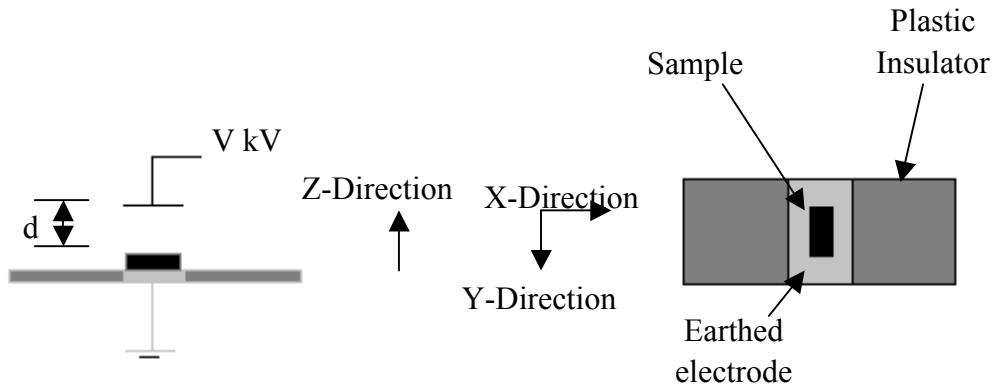 V kV
d
Z-Direction
X-Direction
Y-Direction
Sample
Plastic
Insulator
Earthed
electrode